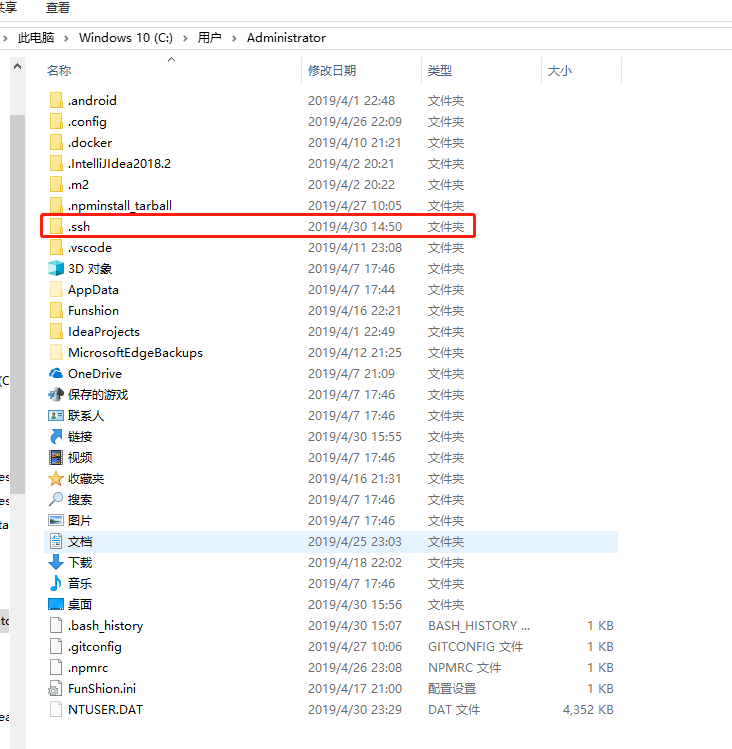 共享 查看
此电脑 > Windows 10 (C:) > 用户 > Administrator
名称 修改日期 类型 大小
.android 2019/4/1 22:48 文件夹
.config 2019/4/26 22:09 文件夹
.docker 2019/4/10 21:21 文件夹
.IntelliJIdea2018.2 2019/4/2 20:21 文件夹
.m2 2019/4/2 20:22 文件夹
.npminstall_tarball 2019/4/27 10:05 文件夹
.ssh 2019/4/30 14:50 文件夹
.vscode 2019/4/11 23:08 文件夹
3D 对象 2019/4/7 17:46 文件夹
AppData 2019/4/7 17:44 文件夹
Funshion 2019/4/16 22:21 文件夹
IdeaProjects 2019/4/1 22:49 文件夹
MicrosoftEdgeBackups 2019/4/12 21:25 文件夹
OneDrive 2019/4/7 21:09 文件夹
保存的游戏 2019/4/7 17:46 文件夹
联系人 2019/4/7 17:46 文件夹
链接 2019/4/30 15:55 文件夹
视频 2019/4/7 17:46 文件夹
收藏夹 2019/4/16 21:31 文件夹
搜索 2019/4/7 17:46 文件夹
图片 2019/4/7 17:46 文件夹
文档 2019/4/25 23:03 文件夹
下载 2019/4/18 22:02 文件夹
音乐 2019/4/7 17:46 文件夹
桌面 2019/4/30 15:56 文件夹
.bash_history 2019/4/30 15:07 BASH_HISTORY ... 1 KB
.gitconfig 2019/4/27 10:06 GITCONFIG 文件 1 KB
.npmrc 2019/4/26 23:08 NPMRC 文件 1 KB
FunShion.ini 2019/4/17 21:00 配置设置 1 KB
NTUSER.DAT 2019/4/30 23:29 DAT 文件 4,352 KB